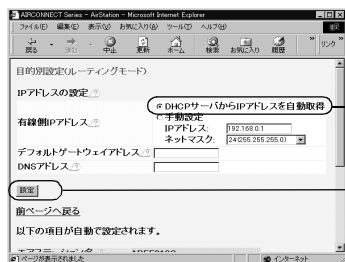 AIRCONNECT Series - AirStation - Microsoft Internet Explorer
ファイル(F) 編集(E) 表示(V) お気に入り(A) ツール(T) ヘルプ(H)
戻る 進む 中止 更新 ホーム 検索 お気に入り 履歴 リンク
目的別設定(ルーティングモード)
IPアドレスの設定
DHCPサーバからIPアドレスを自動取得
有線側IPアドレス
手動設定
IPアドレス: 192.168.0.1
ネットマスク: 24(255.255.255.0)
デフォルトゲートウェイアドレス
DNSアドレス
設定
前ページへ戻る
以下の項目が自動で設定されます。
ページが表示されました インターネット